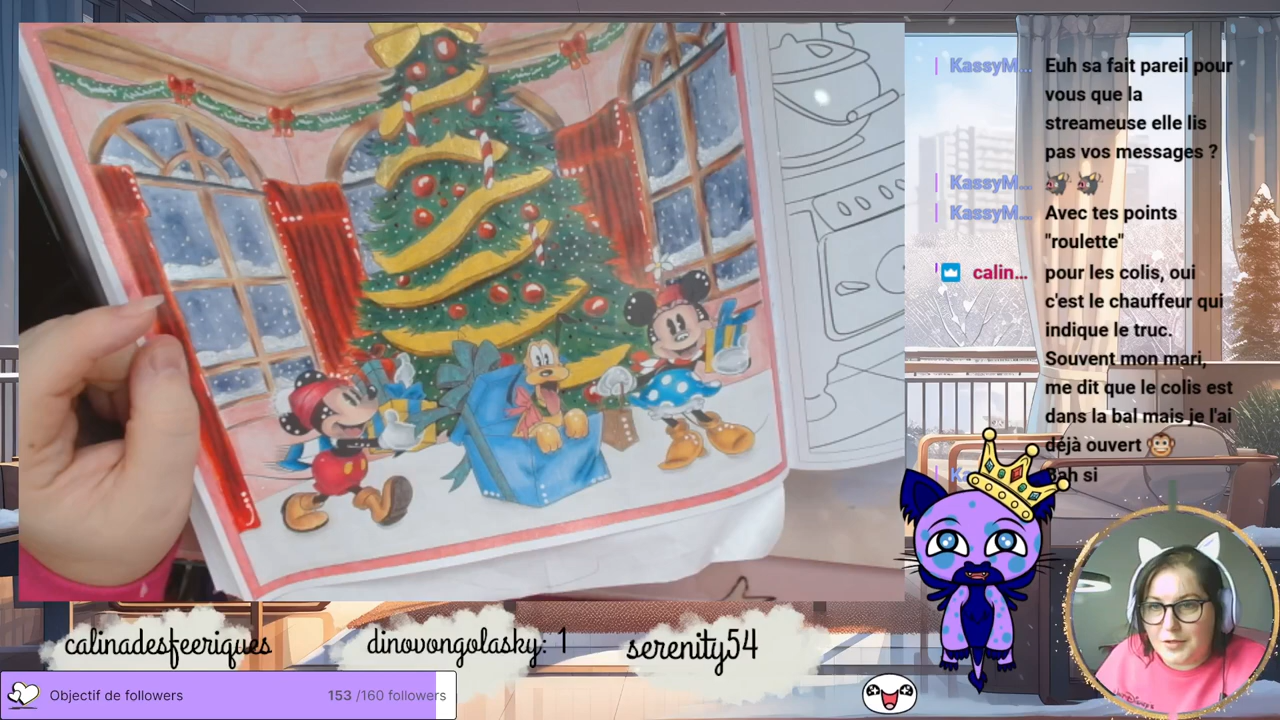 KassyM... Euh sa fait pareil pour
vous que la
streameuse elle lis
pas vos messages ?
KassyM...
KassyM... Avec tes points
"roulette"
calin... pour les colis, oui
c'est le chauffeur qui
indique le truc.
Souvent mon mari,
me dit que le colis est
dans la bal mais je l'ai
déjà ouvert
Bah si
calinadesfeeriques
dinovongolasky: 1
serenity54
Objectif de followers 153 /160 followers